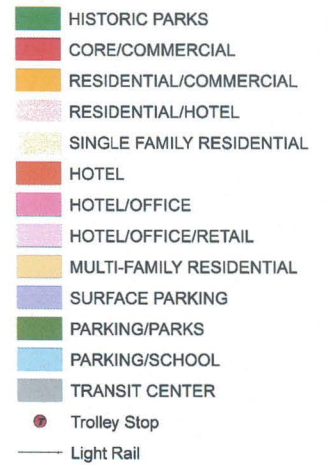 HISTORIC PARKS
CORE/COMMERCIAL
RESIDENTIAL/COMMERCIAL
RESIDENTIAL/HOTEL
SINGLE FAMILY RESIDENTIAL
HOTEL
HOTEL/OFFICE
HOTEL/OFFICE/RETAIL
MULTI-FAMILY RESIDENTIAL
SURFACE PARKING
PARKING/PARKS
PARKING/SCHOOL
TRANSIT CENTER
Trolley Stop
Light Rail